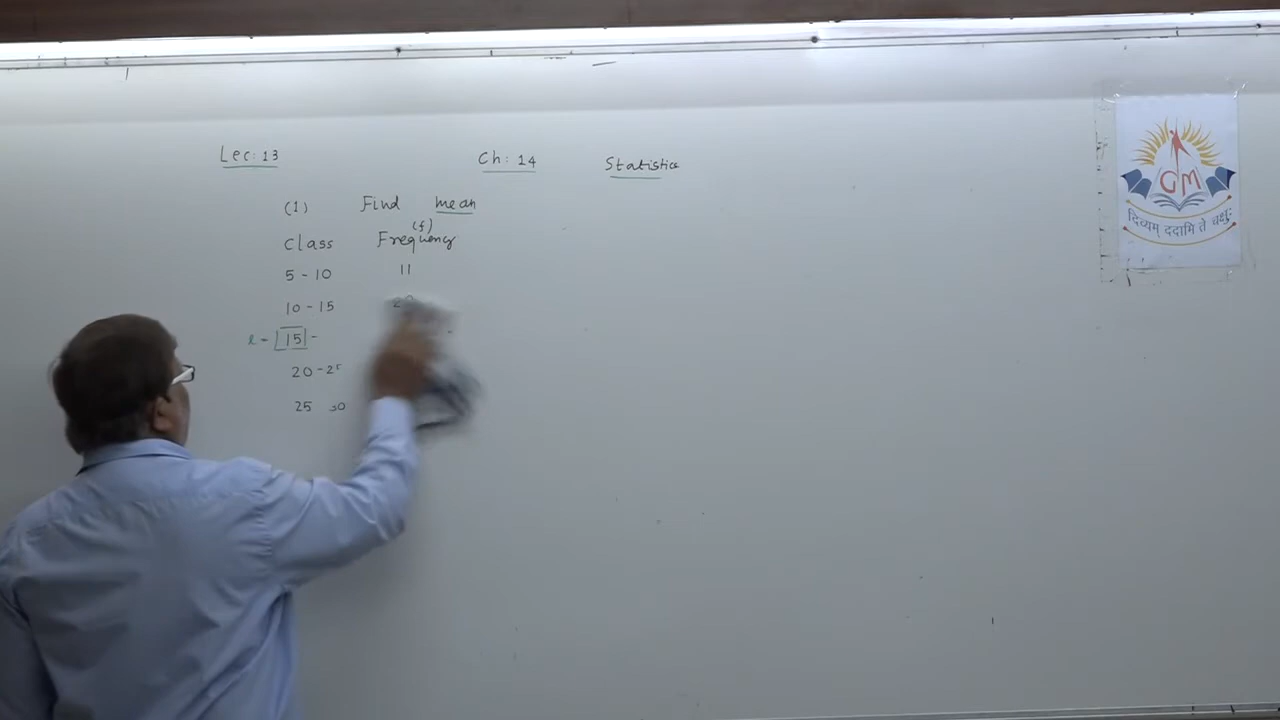 Lec: 13 Ch: 14 Statistics
(1) Find mean
(f)
Class Frequency
5 - 10 11
10 - 15
l = 15 -
20 - 25
25 30
GM
दिव्यम् ददामि ते चक्षुः